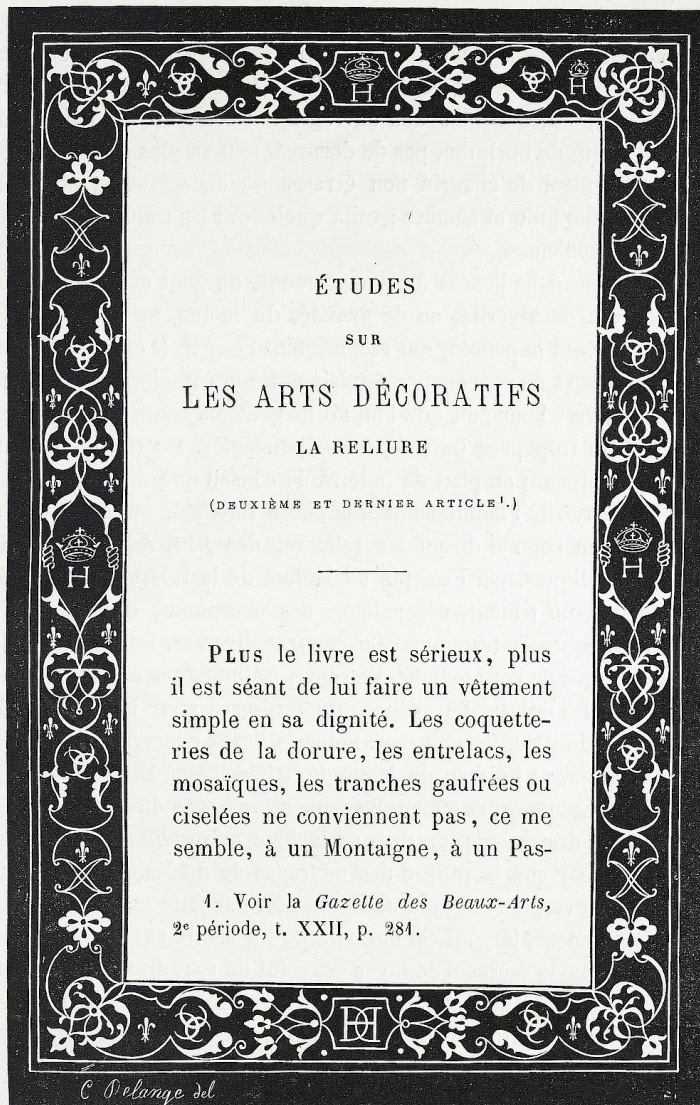 H
H
ÉTUDES
SUR
LES ARTS DÉCORATIFS
LA RELIURE
(DEUXIÈME ET DERNIER ARTICLE¹.)
H
H
PLUS le livre est sérieux, plus
il est séant de lui faire un vêtement
simple en sa dignité. Les coquette-
ries de la dorure, les entrelacs, les
mosaïques, les tranches gaufrées ou
ciselées ne conviennent pas, ce me
semble, à un Montaigne, à un Pas-
1. Voir la Gazette des Beaux-Arts,
2ᵉ période, t. XXII, p. 281.
C Delange del